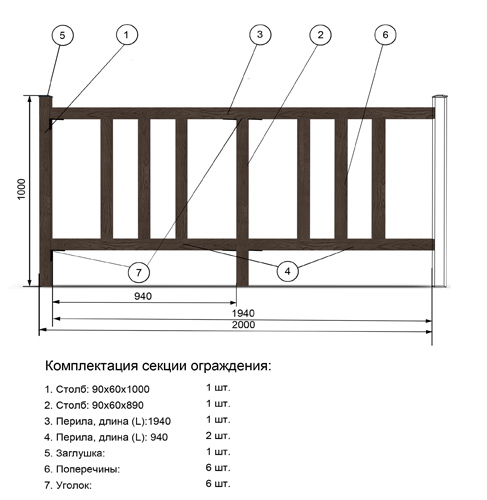 5 1 3 2 6
1000
7 4
940
1940
2000
Комплектация секции ограждения:
1. Столб: 90x60x1000 1 шт.
2. Столб: 90x60x890 1 шт.
3. Перила, длина (L):1940 1 шт.
4. Перила, длина (L): 940 2 шт.
5. Заглушка: 1 шт.
6. Поперечины: 6 шт.
7. Уголок: 6 шт.